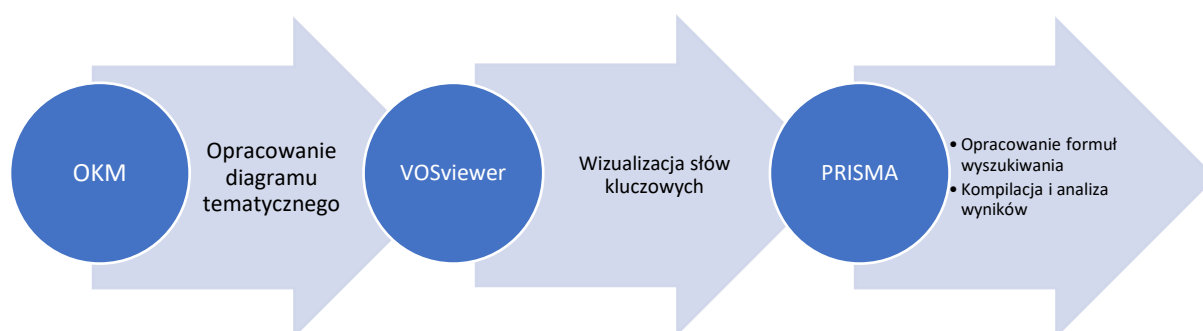 OKM
Opracowanie
diagramu
tematycznego
VOSviewer
Wizualizacja słów
kluczowych
PRISMA
• Opracowanie formuł
wyszukiwania
• Kompilacja i analiza
wyników